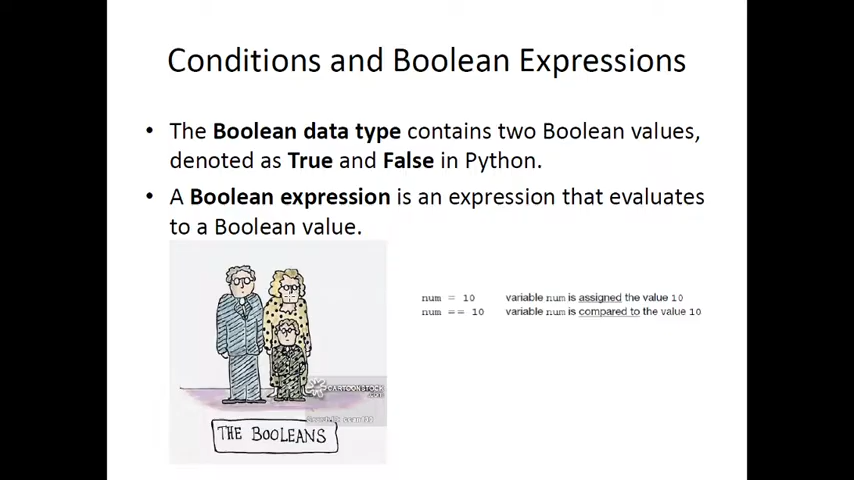 Conditions and Boolean Expressions
• The Boolean data type contains two Boolean values,
denoted as True and False in Python.
• A Boolean expression is an expression that evaluates
to a Boolean value.
num = 10 variable num is assigned the value 10
num == 10 variable num is compared to the value 10
CARTOONSTOCK
.com
THE BOOLEANS